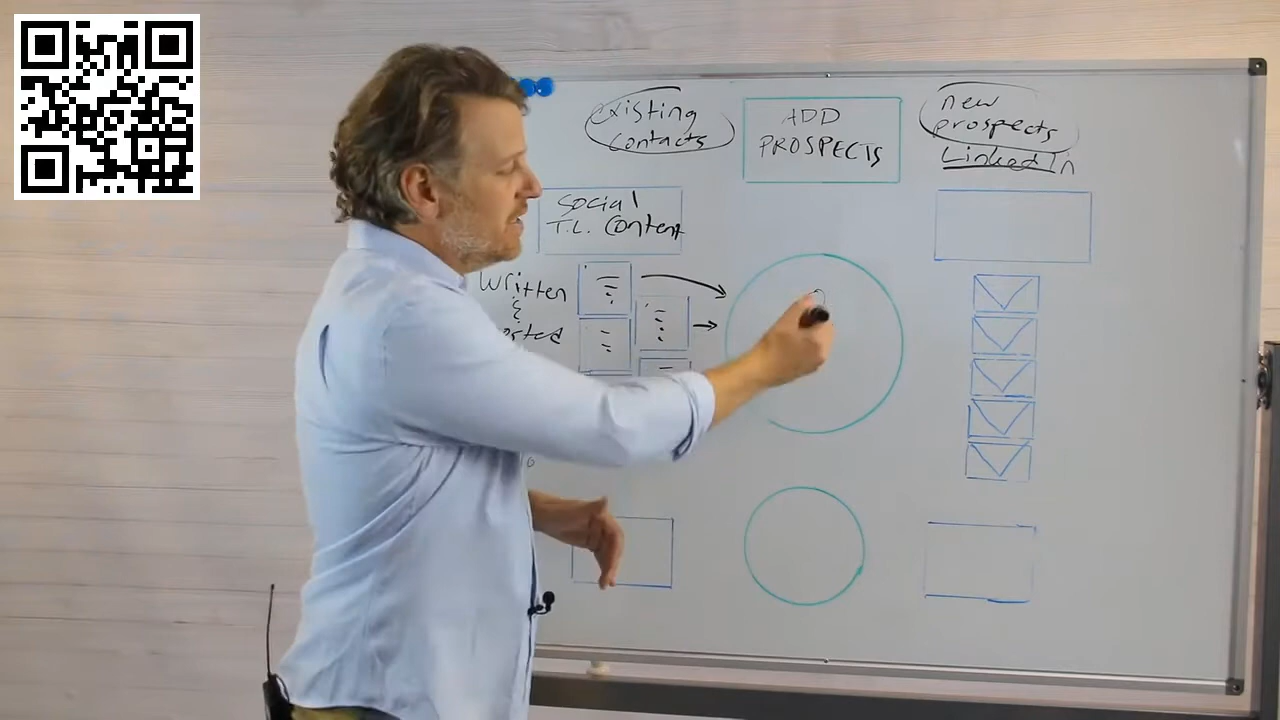 existing
contacts
ADD
PROSPECTS
new
prospects
LinkedIn
Social
T.L. Content
Written
&